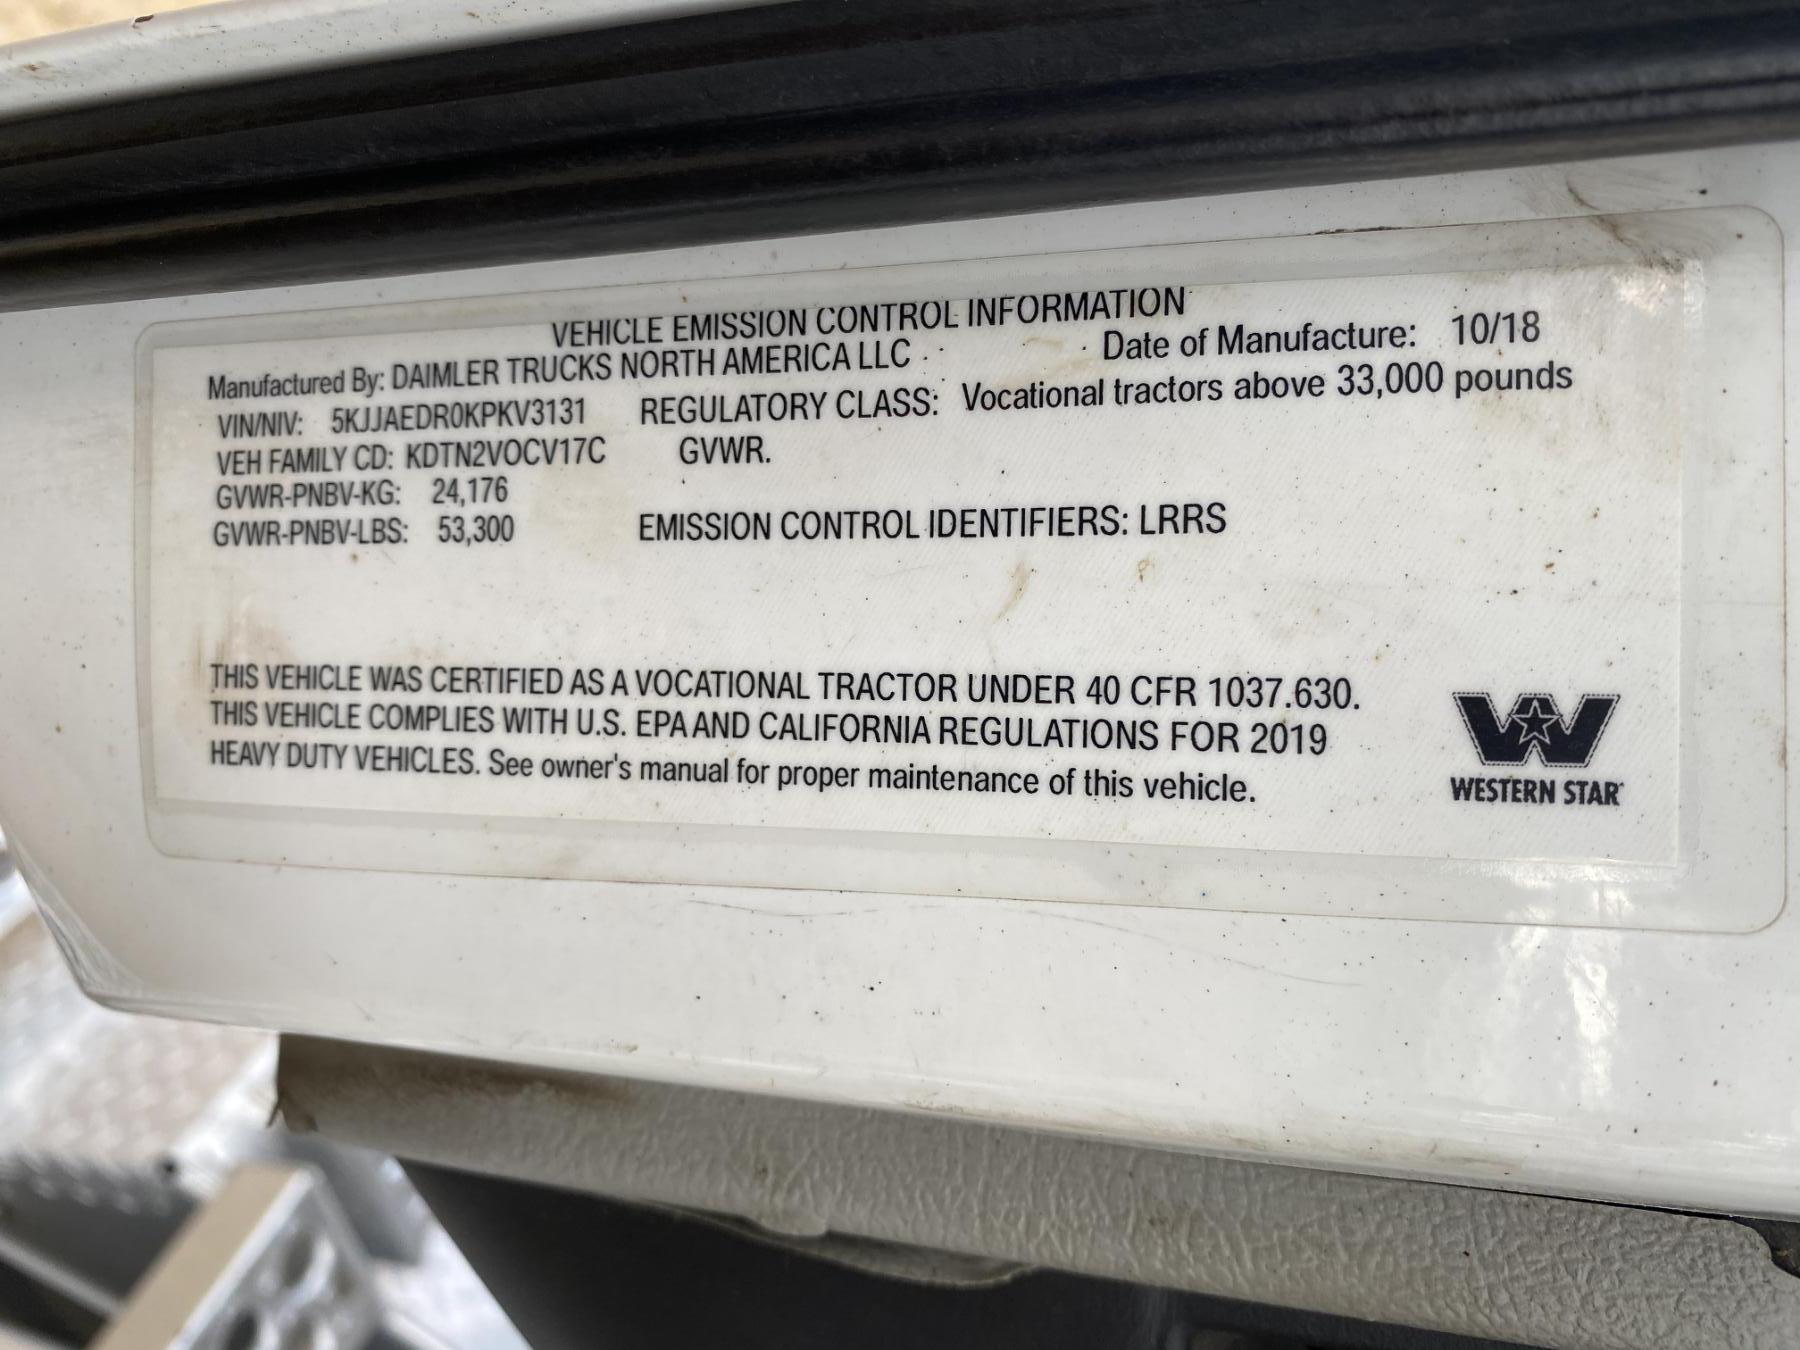 VEHICLE EMISSION CONTROL INFORMATION
Manufactured By: DAIMLER TRUCKS NORTH AMERICA LLC Date of Manufacture: 10/18
VIN/NIV: 5KJJAEDR0KPKV3131 REGULATORY CLASS: Vocational tractors above 33,000 pounds
VEH FAMILY CD: KDTN2VOCV17C GVWR.
GVWR-PNBV-KG: 24,176
GVWR-PNBV-LBS: 53,300 EMISSION CONTROL IDENTIFIERS: LRRS
THIS VEHICLE WAS CERTIFIED AS A VOCATIONAL TRACTOR UNDER 40 CFR 1037.630.
THIS VEHICLE COMPLIES WITH U.S. EPA AND CALIFORNIA REGULATIONS FOR 2019
HEAVY DUTY VEHICLES. See owner's manual for proper maintenance of this vehicle.
WESTERN STAR